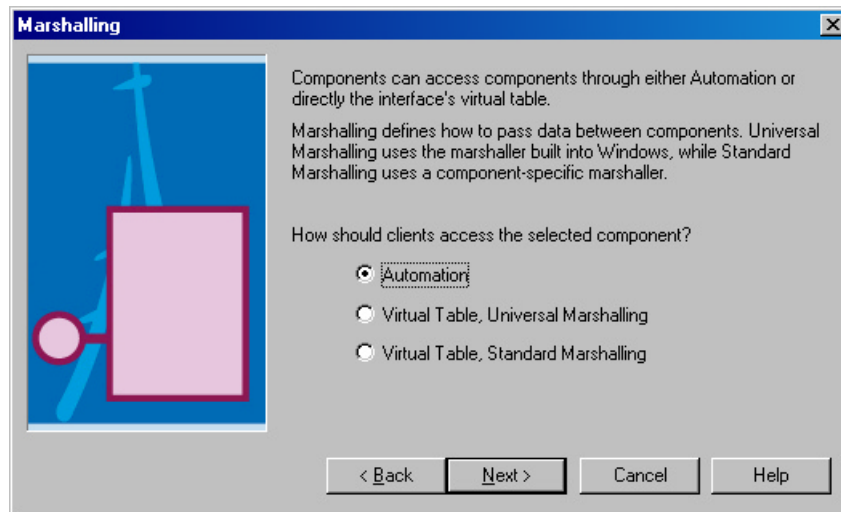 Marshalling
Components can access components through either Automation or
directly the interface's virtual table.
Marshalling defines how to pass data between components. Universal
Marshalling uses the marshaller built into Windows, while Standard
Marshalling uses a component-specific marshaller.
How should clients access the selected component?
Automation
Virtual Table, Universal Marshalling
Virtual Table, Standard Marshalling
< Back
Next >
Cancel
Help